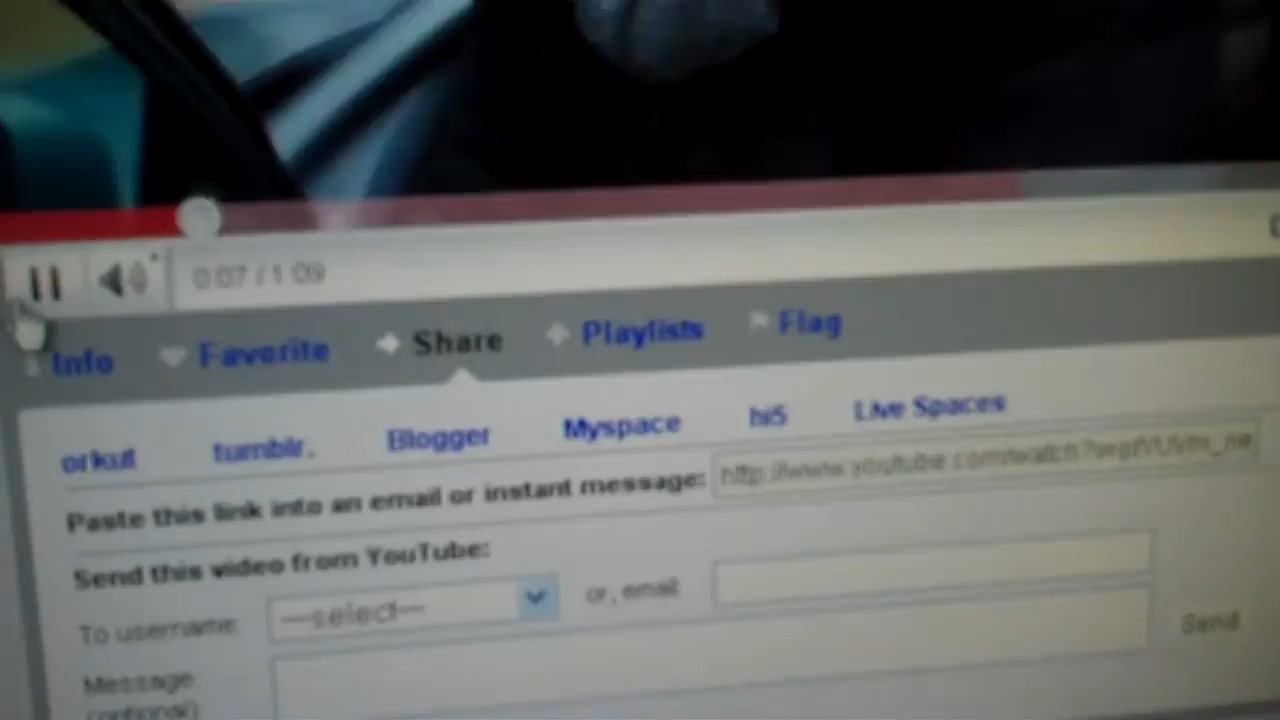 0:07 / 1:09
Info Favorite Share Playlists Flag
orkut tumblr. Blogger Myspace hi5 Live Spaces
Paste this link into an email or instant message:
Send this video from YouTube:
To username: ---select--- or, email:
Send
Message
(optional)